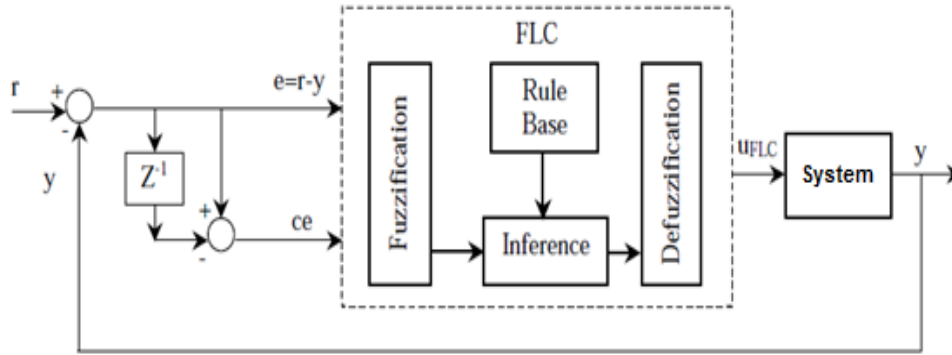 FLC
r
+
-
y
e=r-y
Z-1
+
-
ce
Fuzzification
Rule
Base
Inference
Defuzzification
uFLC
System
y